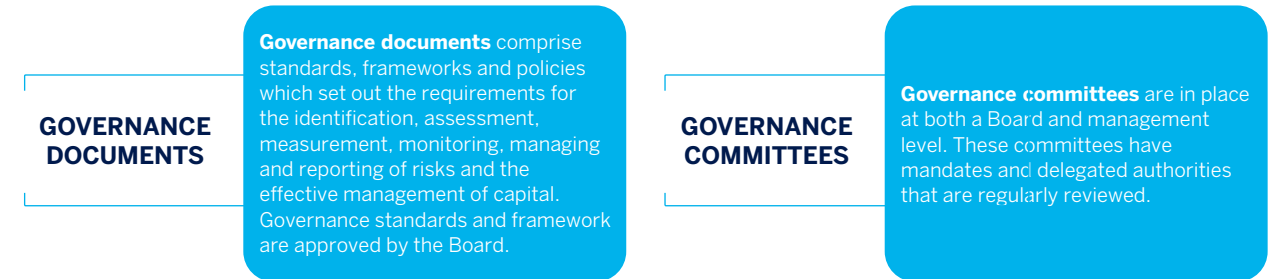 GOVERNANCE
DOCUMENTS
Governance documents comprise
standards, frameworks and policies
which set out the requirements for
the identification, assessment,
measurement, monitoring, managing
and reporting of risks and the
effective management of capital.
Governance standards and framework
are approved by the Board.
GOVERNANCE
COMMITTEES
Governance committees are in place
at both a Board and management
level. These committees have
mandates and delegated authorities
that are regularly reviewed.